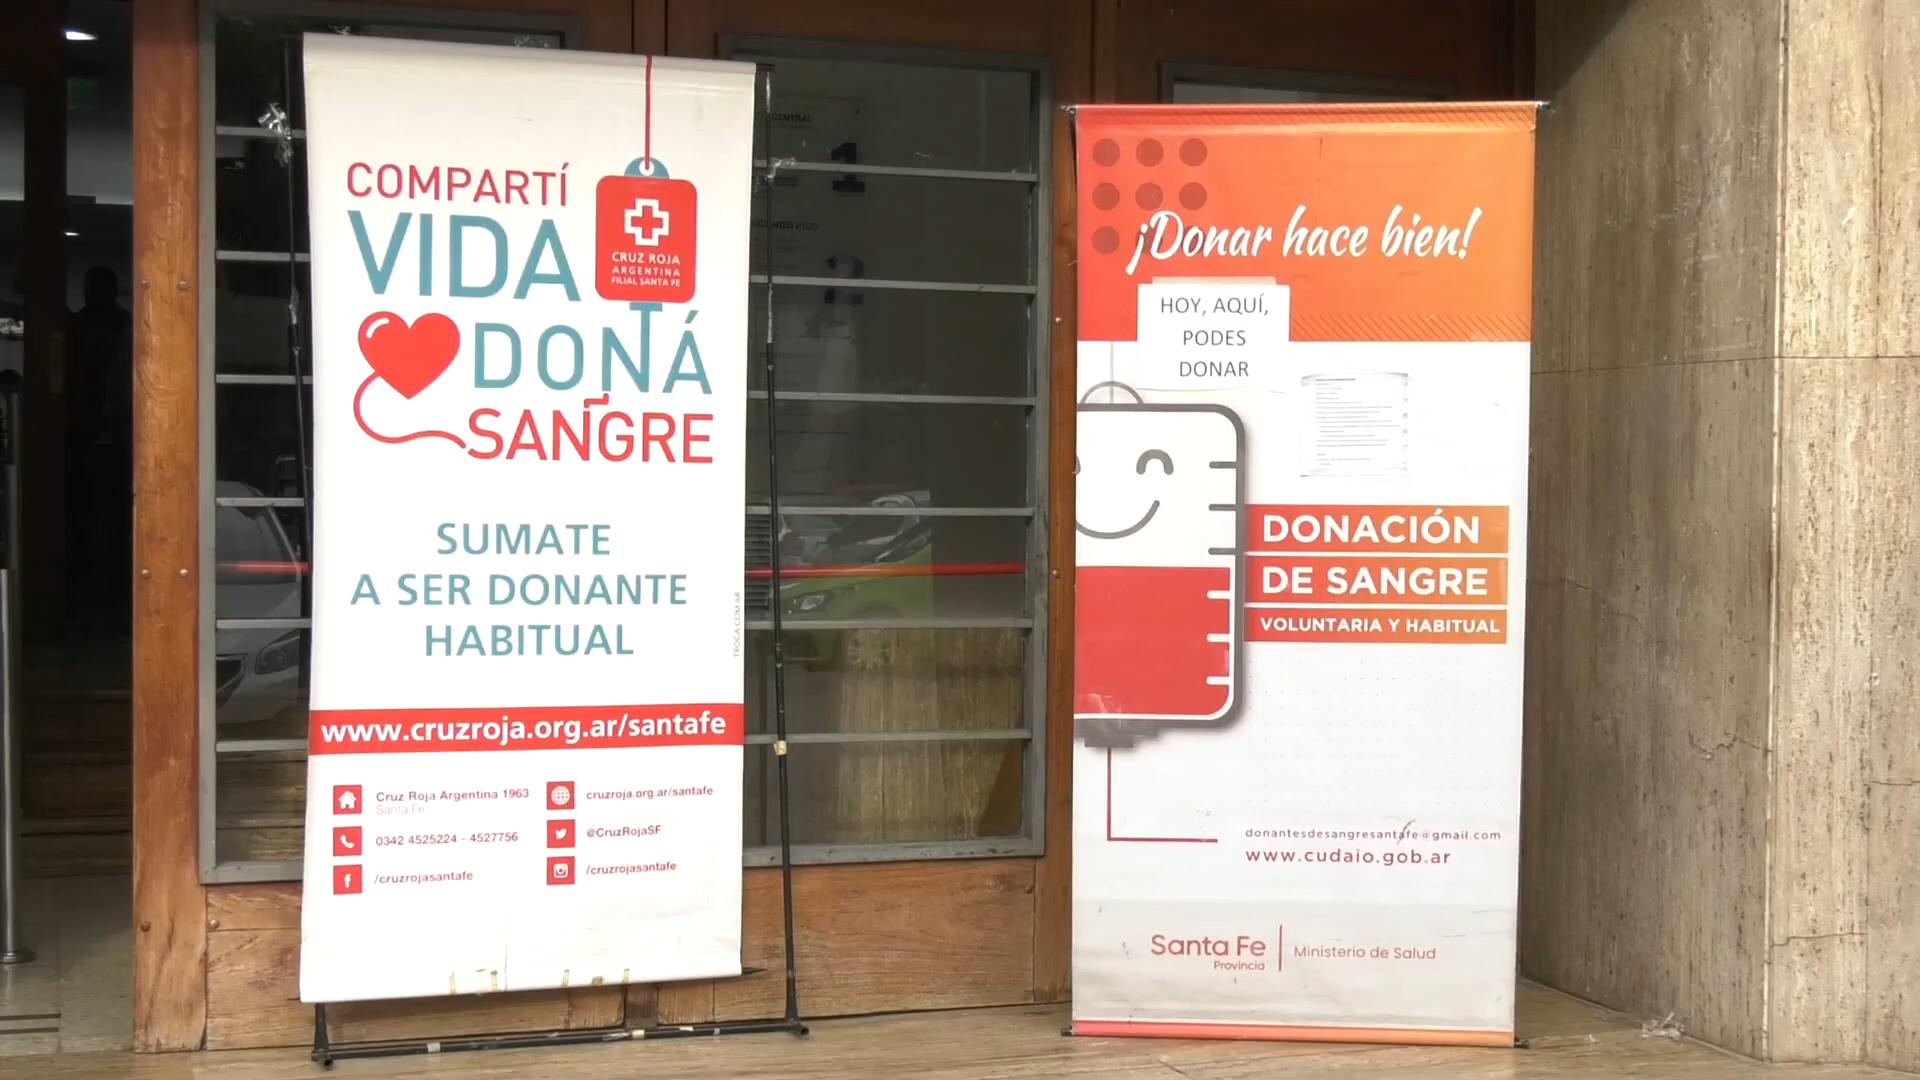 COMPARTÍ
VIDA
DONÁ
SANGRE
CRUZ ROJA
ARGENTINA
FILIAL SANTA FE
SUMATE
A SER DONANTE
HABITUAL
TROCA.COM.AR
www.cruzroja.org.ar/santafe
Cruz Roja Argentina 1963
Santa Fe
0342 4525224 - 4527756
/cruzrojasantafe
cruzroja.org.ar/santafe
@CruzRojaSF
/cruzrojasantafe
¡Donar hace bien!
HOY, AQUÍ,
PODES
DONAR
DONACIÓN
DE SANGRE
VOLUNTARIA Y HABITUAL
donantesdesangresantafe@gmail.com
www.cudaio.gob.ar
Santa Fe
Provincia
Ministerio de Salud